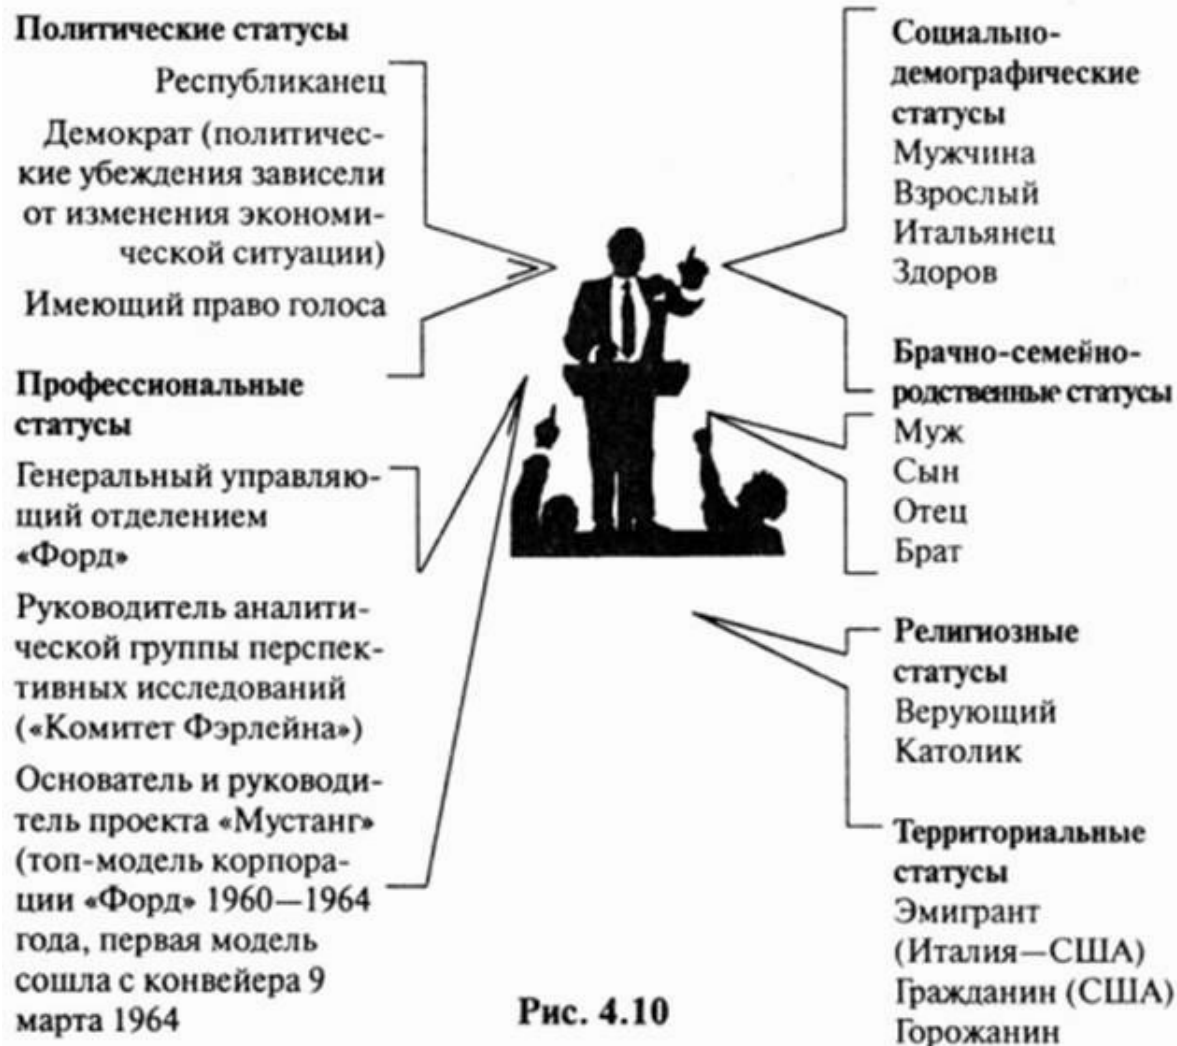 Политические статусы
Республиканец
Демократ (политичес-
кие убеждения зависели
от изменения экономи-
ческой ситуации)
Имеющий право голоса
Профессиональные
статусы
Генеральный управляю-
щий отделением
«Форд»
Руководитель аналити-
ческой группы перспек-
тивных исследований
(«Комитет Фэрлейна»)
Основатель и руководи-
тель проекта «Мустанг»
(топ-модель корпора-
ции «Форд» 1960—1964
года, первая модель
сошла с конвейера 9
марта 1964
Социально-
демографические
статусы
Мужчина
Взрослый
Итальянец
Здоров
Брачно-семейно-
родственные статусы
Муж
Сын
Отец
Брат
Религиозные
статусы
Верующий
Католик
Территориальные
статусы
Эмигрант
(Италия—США)
Гражданин (США)
Горожанин
Рис. 4.10